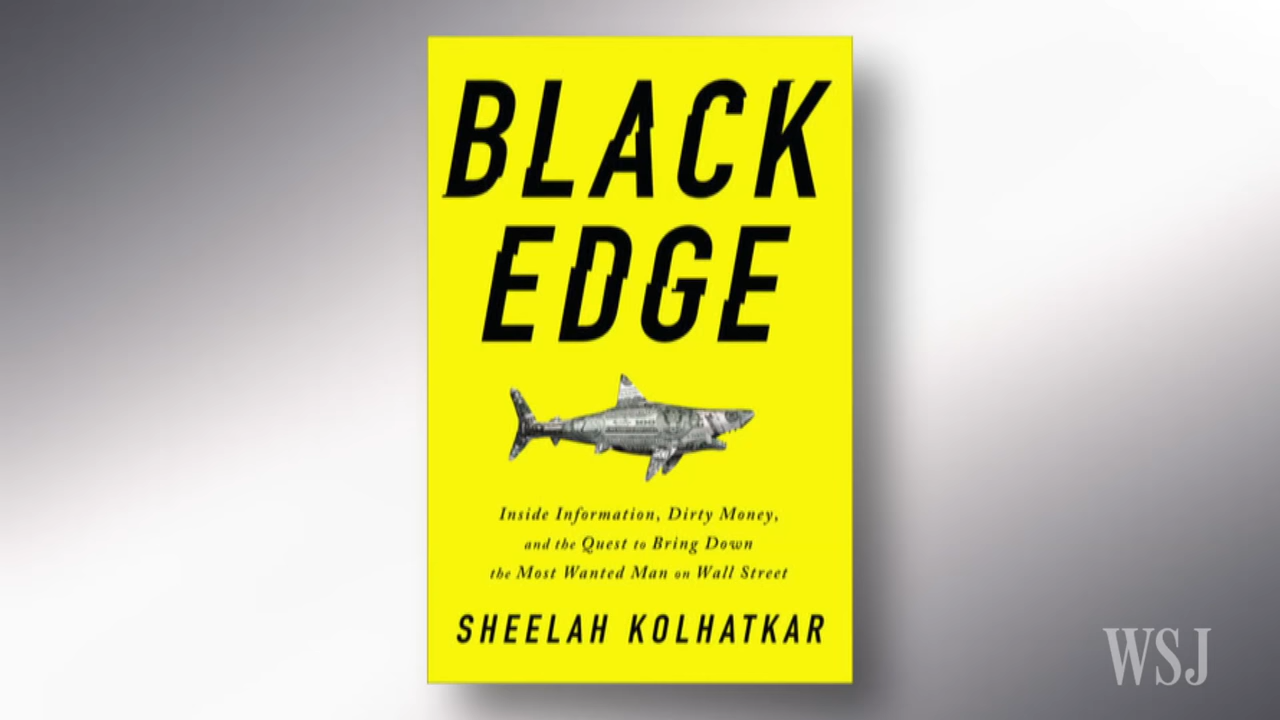 BLACK
EDGE
Inside Information, Dirty Money,
and the Quest to Bring Down
the Most Wanted Man on Wall Street
SHEELAH KOLHATKAR
WSJ